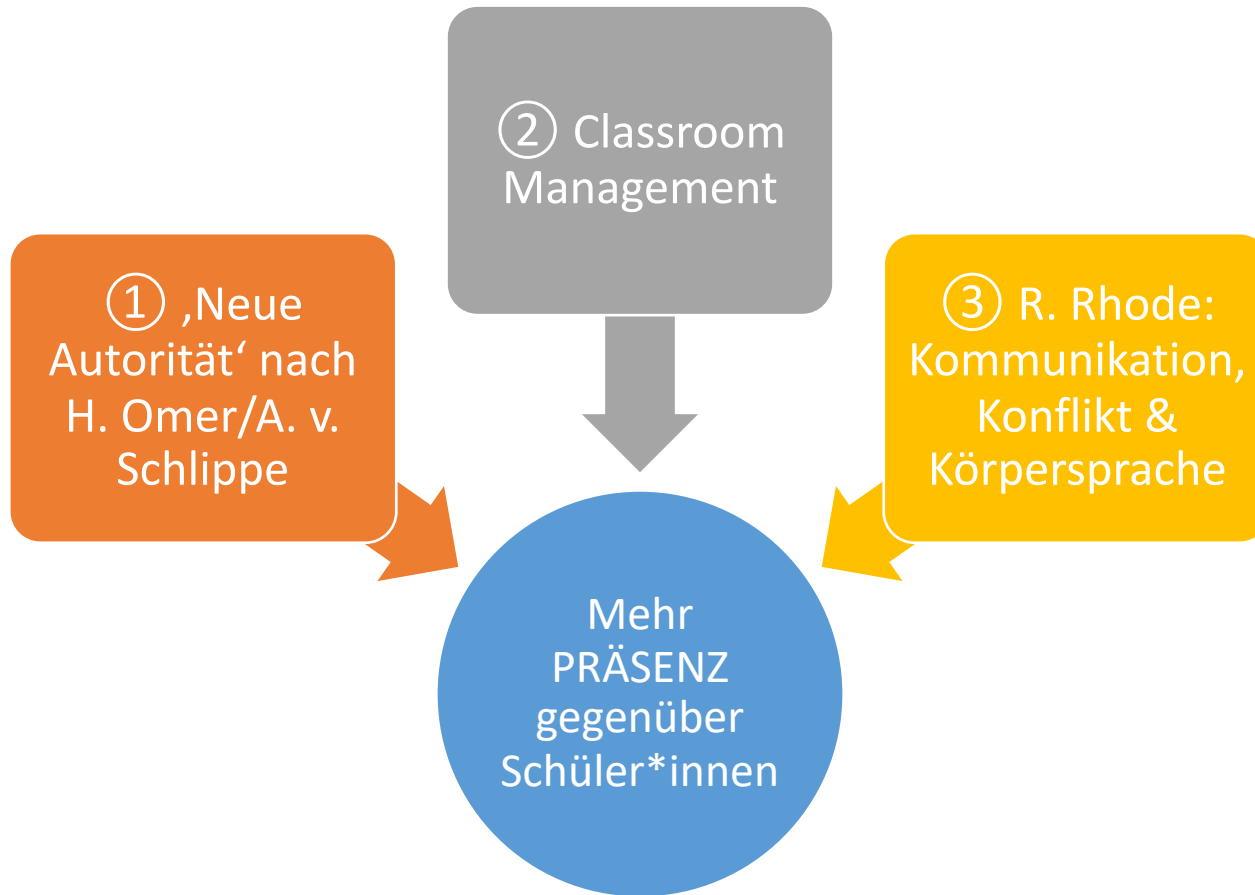 ② Classroom
Management
① ‚Neue
Autorität‘ nach
H. Omer/A. v.
Schlippe
③ R. Rhode:
Kommunikation,
Konflikt &
Körpersprache
Mehr
PRÄSENZ
gegenüber
Schüler*innen